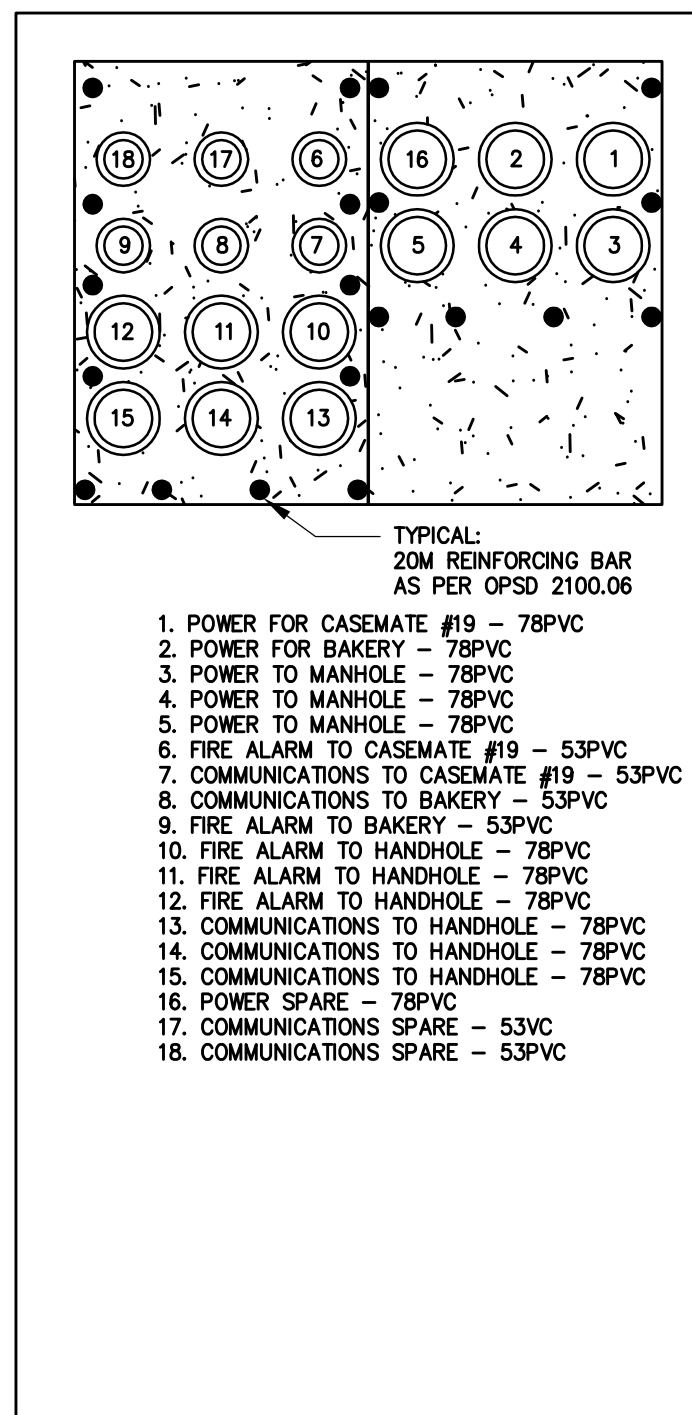 18 17 6 16 2 1
9 8 7 5 4 3
12 11 10
15 14 13
TYPICAL:
20M REINFORCING BAR
AS PER OPSD 2100.06
1. POWER FOR CASEMATE #19 – 78PVC
2. POWER FOR BAKERY – 78PVC
3. POWER TO MANHOLE – 78PVC
4. POWER TO MANHOLE – 78PVC
5. POWER TO MANHOLE – 78PVC
6. FIRE ALARM TO CASEMATE #19 – 53PVC
7. COMMUNICATIONS TO CASEMATE #19 – 53PVC
8. COMMUNICATIONS TO BAKERY – 53PVC
9. FIRE ALARM TO BAKERY – 53PVC
10. FIRE ALARM TO HANDHOLE – 78PVC
11. FIRE ALARM TO HANDHOLE – 78PVC
12. FIRE ALARM TO HANDHOLE – 78PVC
13. COMMUNICATIONS TO HANDHOLE – 78PVC
14. COMMUNICATIONS TO HANDHOLE – 78PVC
15. COMMUNICATIONS TO HANDHOLE – 78PVC
16. POWER SPARE – 78PVC
17. COMMUNICATIONS SPARE – 53VC
18. COMMUNICATIONS SPARE – 53PVC